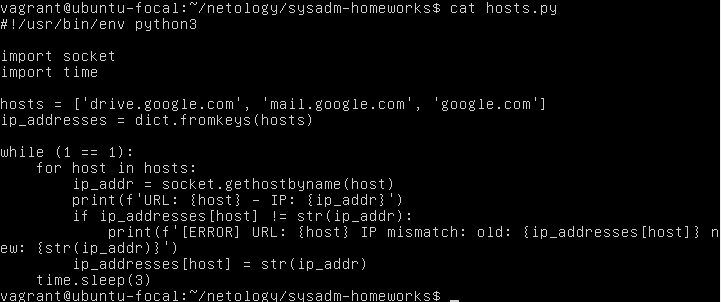 vagrant@ubuntu-focal:~/netology/sysadm-homeworks$ cat hosts.py
#!/usr/bin/env python3

import socket
import time

hosts = ['drive.google.com', 'mail.google.com', 'google.com']
ip_addresses = dict.fromkeys(hosts)

while (1 == 1):
    for host in hosts:
        ip_addr = socket.gethostbyname(host)
        print(f'URL: {host} - IP: {ip_addr}')
        if ip_addresses[host] != str(ip_addr):
            print(f'[ERROR] URL: {host} IP mismatch: old: {ip_addresses[host]} n
ew: {str(ip_addr)}')
        ip_addresses[host] = str(ip_addr)
    time.sleep(3)
vagrant@ubuntu-focal:~/netology/sysadm-homeworks$ _